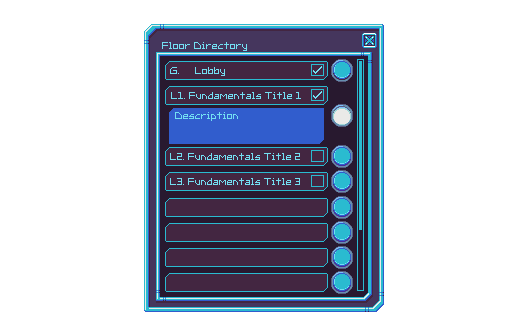 Floor Directory
G. Lobby
L1. Fundamentals Title 1
Description
L2. Fundamentals Title 2
L3. Fundamentals Title 3